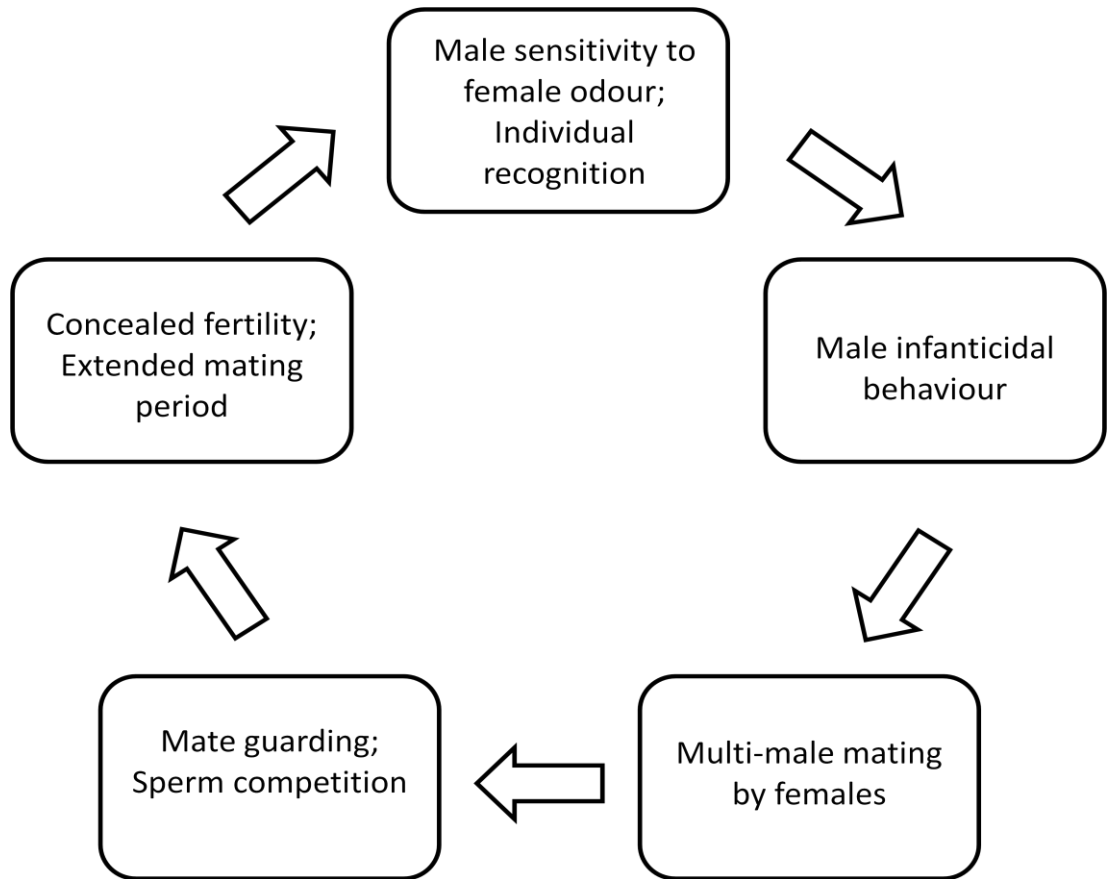 Male sensitivity to
female odour;
Individual
recognition
Male infanticidal
behaviour
Multi-male mating
by females
Mate guarding;
Sperm competition
Concealed fertility;
Extended mating
period